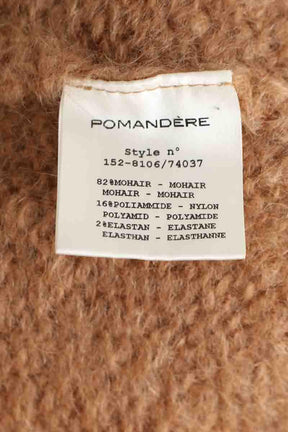 POMANDÈRE
Style n°
152-8106/74037
82%MOHAIR - MOHAIR
MOHAIR - MOHAIR
16%POLIAMMIDE - NYLON
POLYAMID - POLYAMIDE
2%ELASTAN - ELASTANE
ELASTHAN - ELASTHANNE